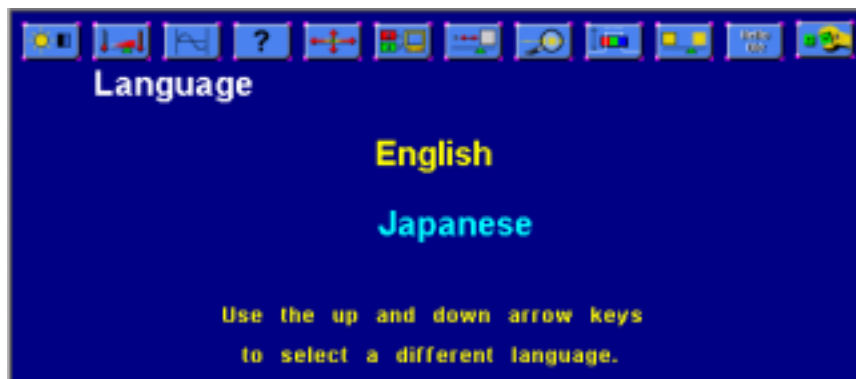 ?
Language
English
Japanese
Use the up and down arrow keys
to select a different language.